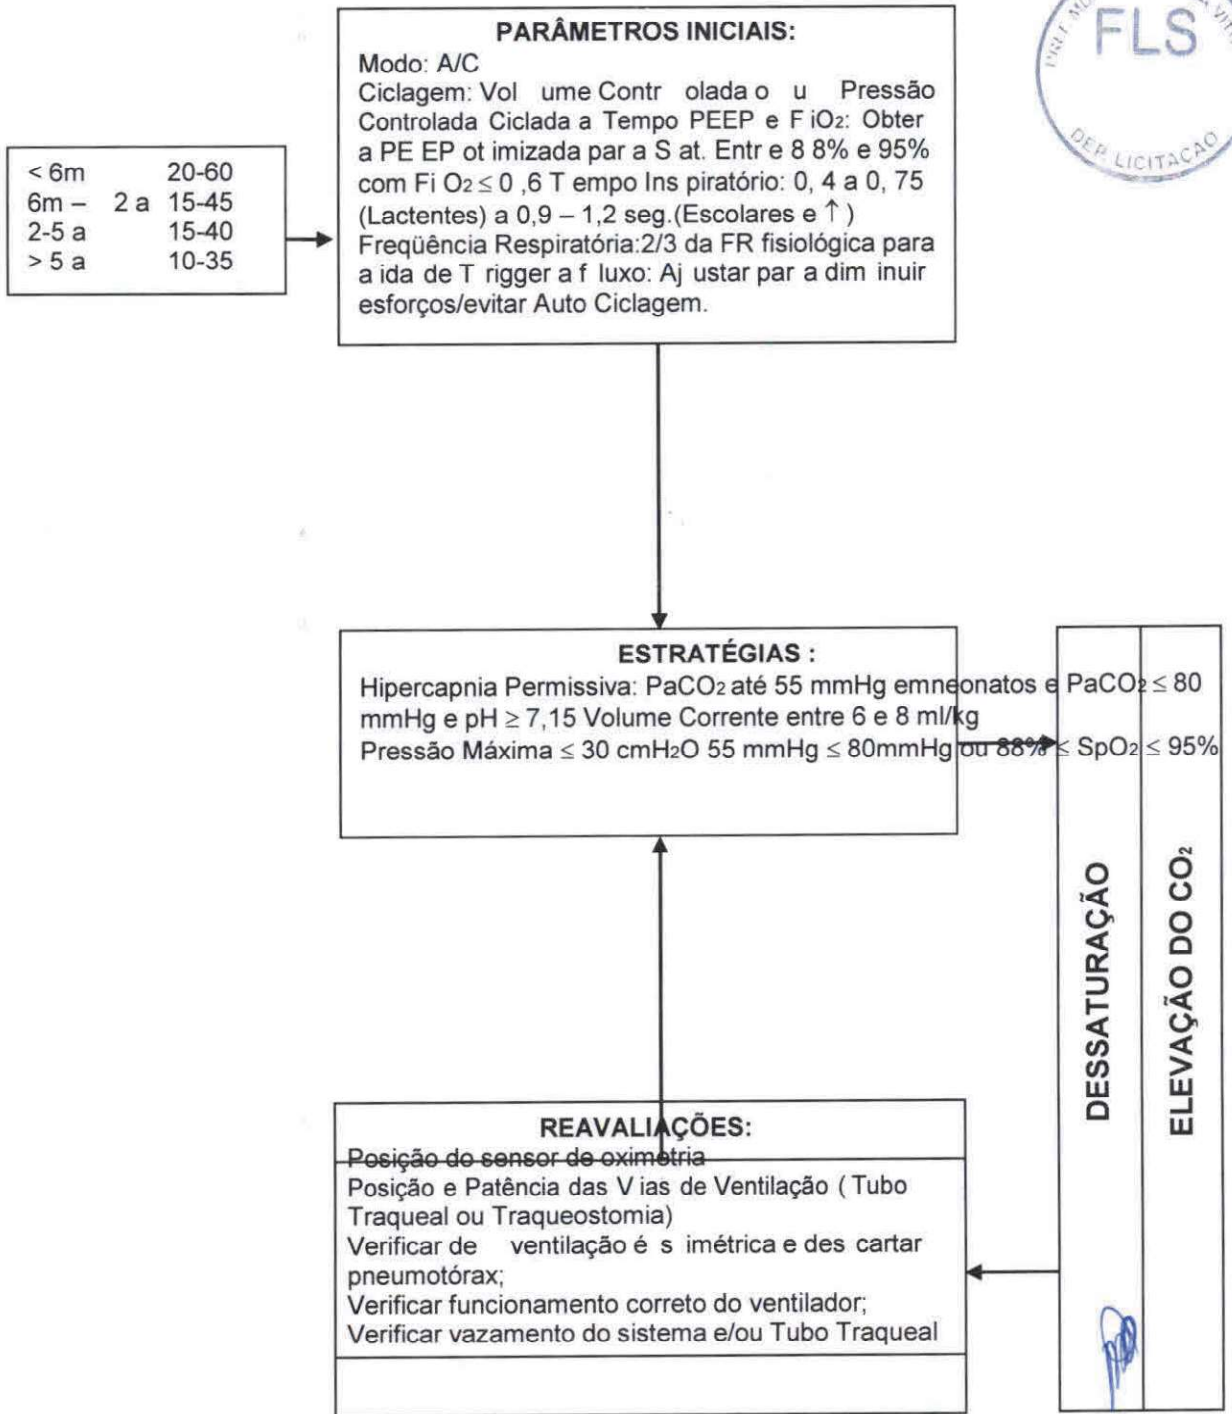 PARÂMETROS INICIAIS:
Modo: A/C
Ciclagem: Vol ume Contr olada o u Pressão
Controlada Ciclada a Tempo PEEP e F iO₂: Obter
a PE EP ot imizada par a S at. Entr e 8 8% e 95%
com Fi O₂ ≤ 0 ,6 T empo Ins piratório: 0, 4 a 0, 75
(Lactentes) a 0,9 – 1,2 seg.(Escolares e ↑ )
Freqüência Respiratória:2/3 da FR fisiológica para
a ida de T rigger a f luxo: Aj ustar par a dim inuir
esforços/evitar Auto Ciclagem.
FLS
DEP. LICITAÇÃO
< 6m 20-60
6m – 2 a 15-45
2-5 a 15-40
> 5 a 10-35
ESTRATÉGIAS :
Hipercapnia Permissiva: PaCO₂ até 55 mmHg emneonatos e PaCO₂ ≤ 80
mmHg e pH ≥ 7,15 Volume Corrente entre 6 e 8 ml/kg
Pressão Máxima ≤ 30 cmH₂O 55 mmHg ≤ 80mmHg ou 88% ≤ SpO₂ ≤ 95%
DESSATURAÇÃO
ELEVAÇÃO DO CO₂
REAVALIAÇÕES:
Posição do sensor de oximetria
Posição e Patência das V ias de Ventilação ( Tubo
Traqueal ou Traqueostomia)
Verificar de ventilação é s imétrica e des cartar
pneumotórax;
Verificar funcionamento correto do ventilador;
Verificar vazamento do sistema e/ou Tubo Traqueal